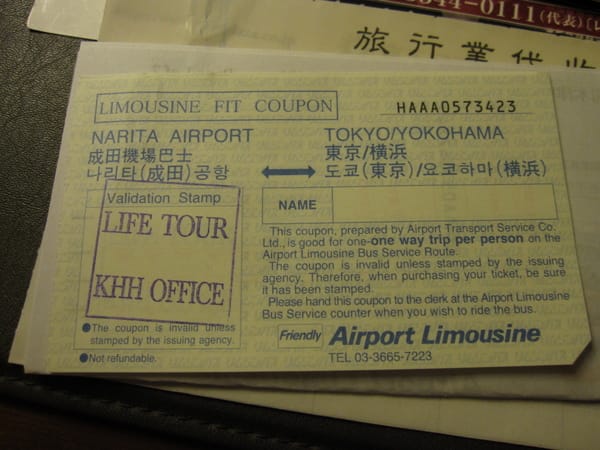 544-0111(代表)
旅行業代收
LIMOUSINE FIT COUPON
HAAA0573423
NARITA AIRPORT
成田機場巴士
나리타(成田)공항
TOKYO/YOKOHAMA
東京/横浜
도쿄(東京)/요코하마(横浜)
Validation Stamp
LIFE TOUR
KHH OFFICE
●The coupon is invalid unless
stamped by the issuing agency.
●Not refundable.
NAME
This coupon, prepared by Airport Transport Service Co.
Ltd., is good for one-one way trip per person on the
Airport Limousine Bus Service Route.
The coupon is invalid unless stamped by the issuing
agency. Therefore, when purchasing your ticket, be sure
it has been stamped.
Please hand this coupon to the clerk at the Airport Limousine
Bus Service counter when you wish to ride the bus.
Friendly Airport Limousine
TEL 03-3665-7223